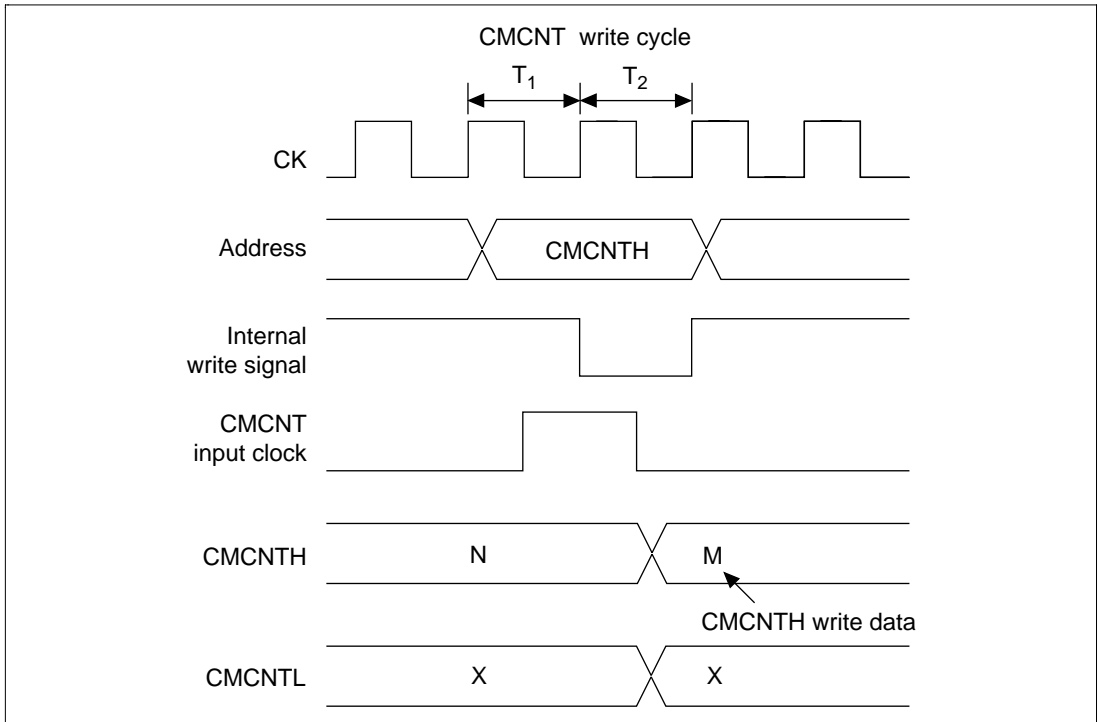 CMCNT write cycle
T1 T2
CK
Address CMCNTH
Internal
write signal
CMCNT
input clock
CMCNTH N M
CMCNTH write data
CMCNTL X X